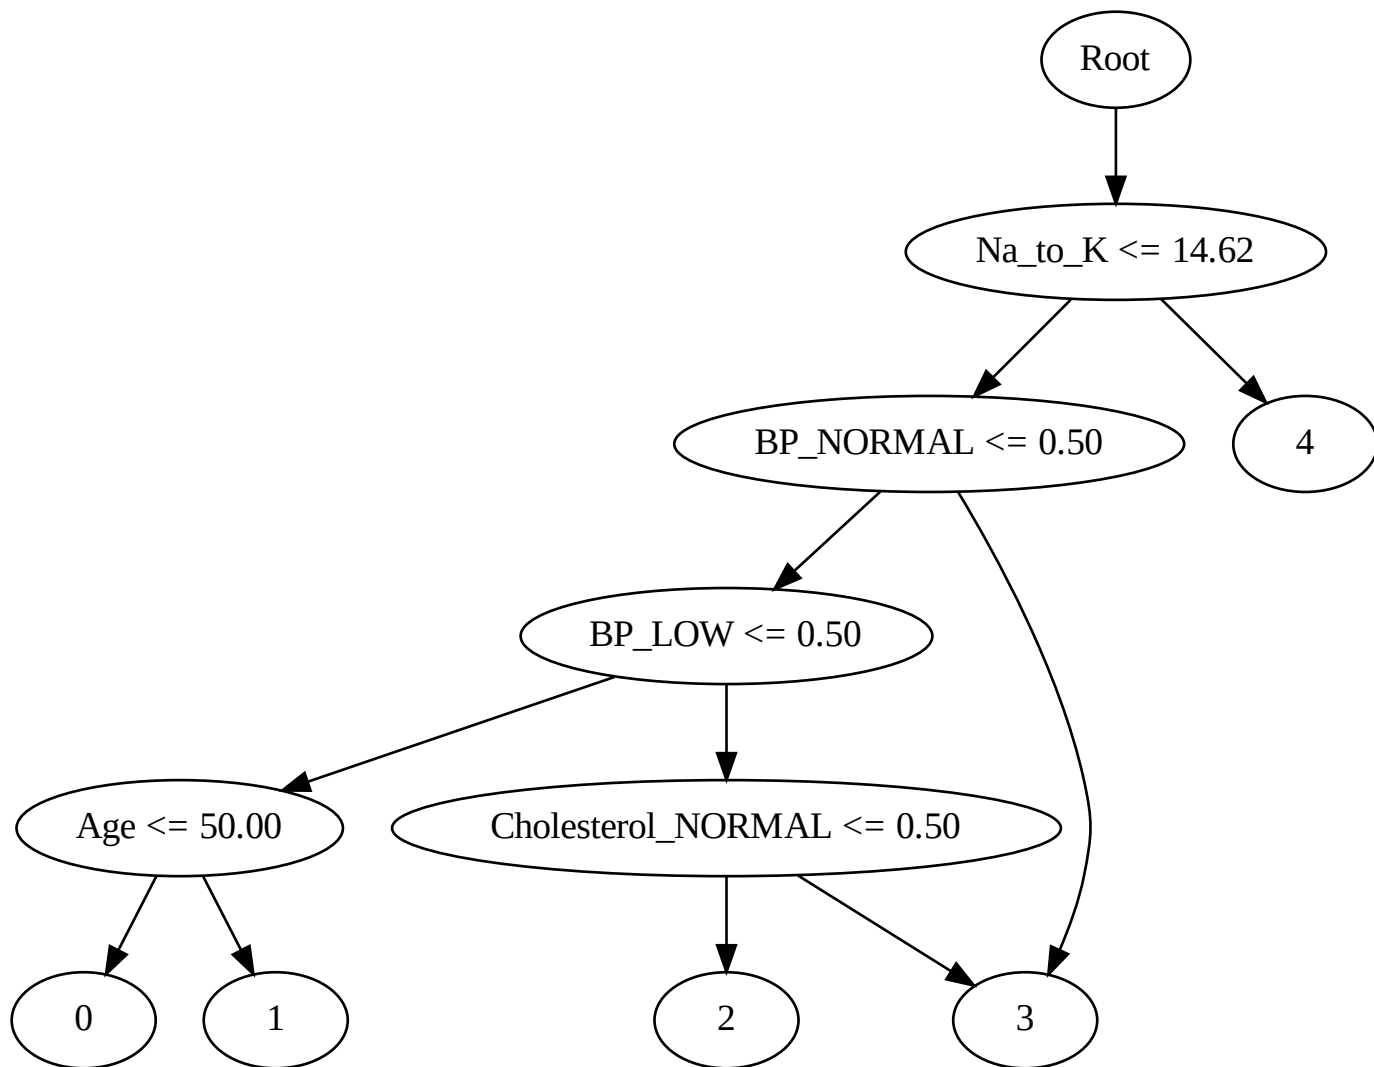 Root
Na_to_K <= 14.62
BP_NORMAL <= 0.50
4
BP_LOW <= 0.50
Age <= 50.00
Cholesterol_NORMAL <= 0.50
0
1
2
3